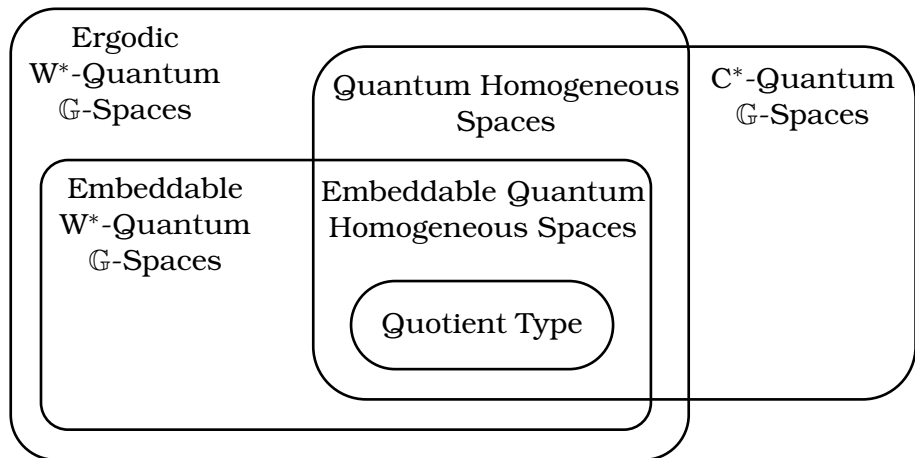 Ergodic
W*-Quantum
𝔾-Spaces
Quantum Homogeneous
Spaces
C*-Quantum
𝔾-Spaces
Embeddable
W*-Quantum
𝔾-Spaces
Embeddable Quantum
Homogeneous Spaces
Quotient Type